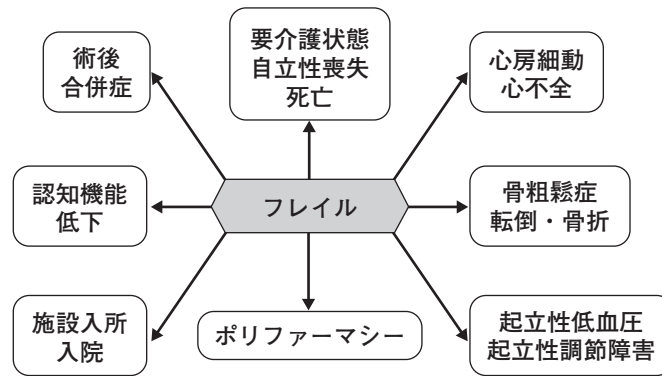 術後
合併症
要介護状態
自立性喪失
死亡
心房細動
心不全
認知機能
低下
フレイル
骨粗鬆症
転倒・骨折
施設入所
入院
ポリファーマシー
起立性低血圧
起立性調節障害